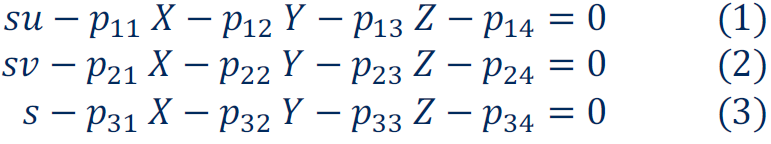 su − p₁₁ X − p₁₂ Y − p₁₃ Z − p₁₄ = 0 (1)
sv − p₂₁ X − p₂₂ Y − p₂₃ Z − p₂₄ = 0 (2)
s − p₃₁ X − p₃₂ Y − p₃₃ Z − p₃₄ = 0 (3)